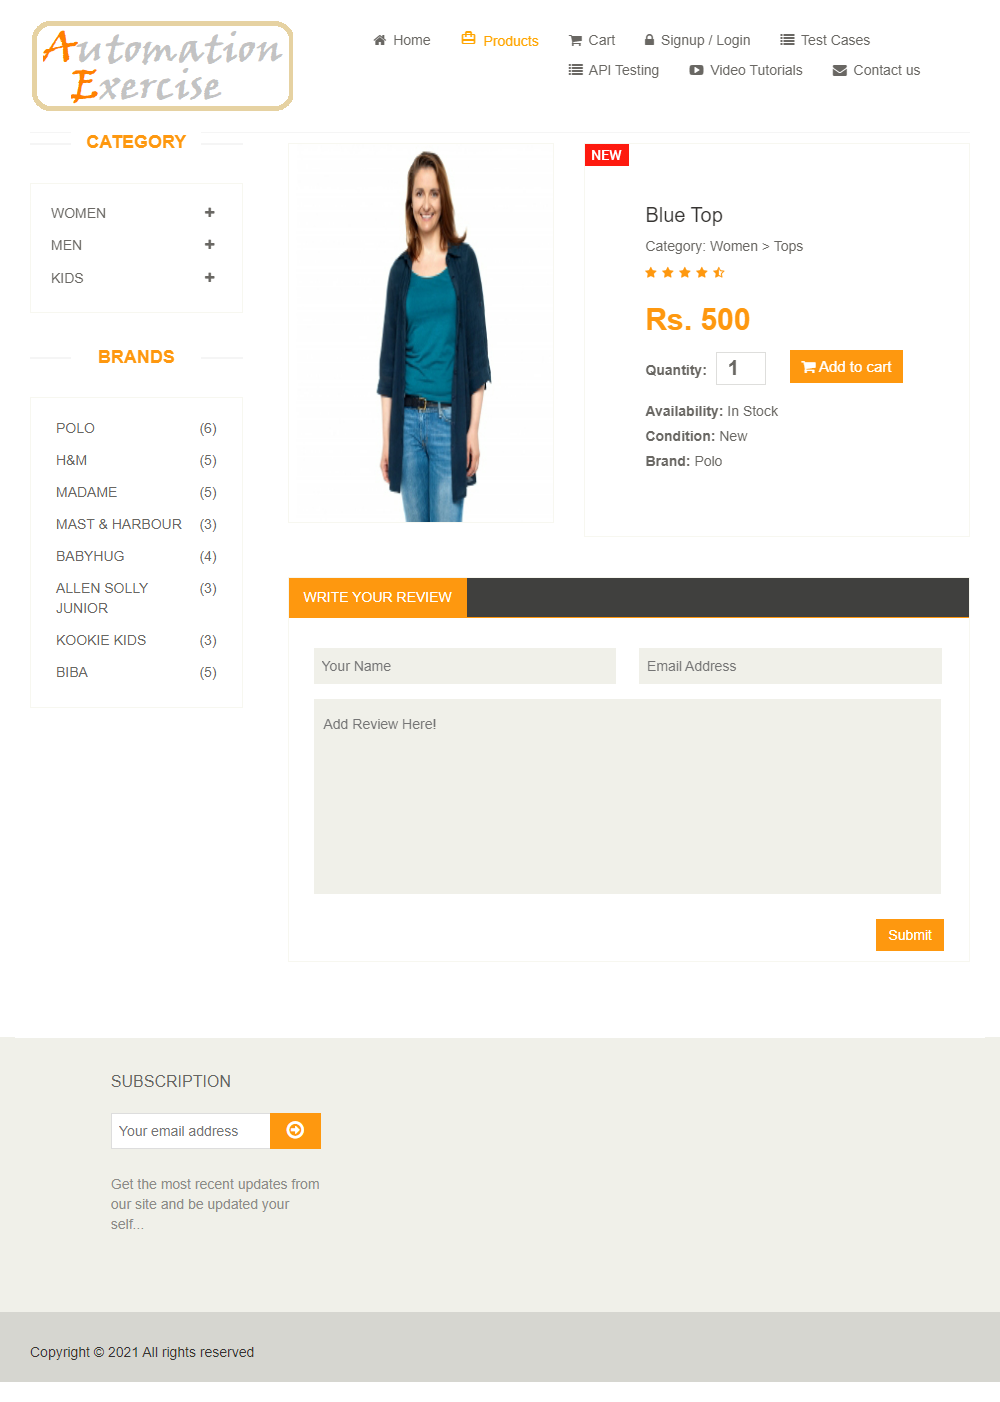 Automation
Exercise
Home
Products
Cart
Signup / Login
Test Cases
API Testing
Video Tutorials
Contact us
CATEGORY
WOMEN
MEN
KIDS
BRANDS
POLO (6)
H&M (5)
MADAME (5)
MAST & HARBOUR (3)
BABYHUG (4)
ALLEN SOLLY (3)
JUNIOR
KOOKIE KIDS (3)
BIBA (5)
NEW
Blue Top
Category: Women > Tops
Rs. 500
Quantity: 1 Add to cart
Availability: In Stock
Condition: New
Brand: Polo
WRITE YOUR REVIEW
Your Name
Email Address
Add Review Here!
Submit
SUBSCRIPTION
Your email address
Get the most recent updates from
our site and be updated your
self...
Copyright © 2021 All rights reserved